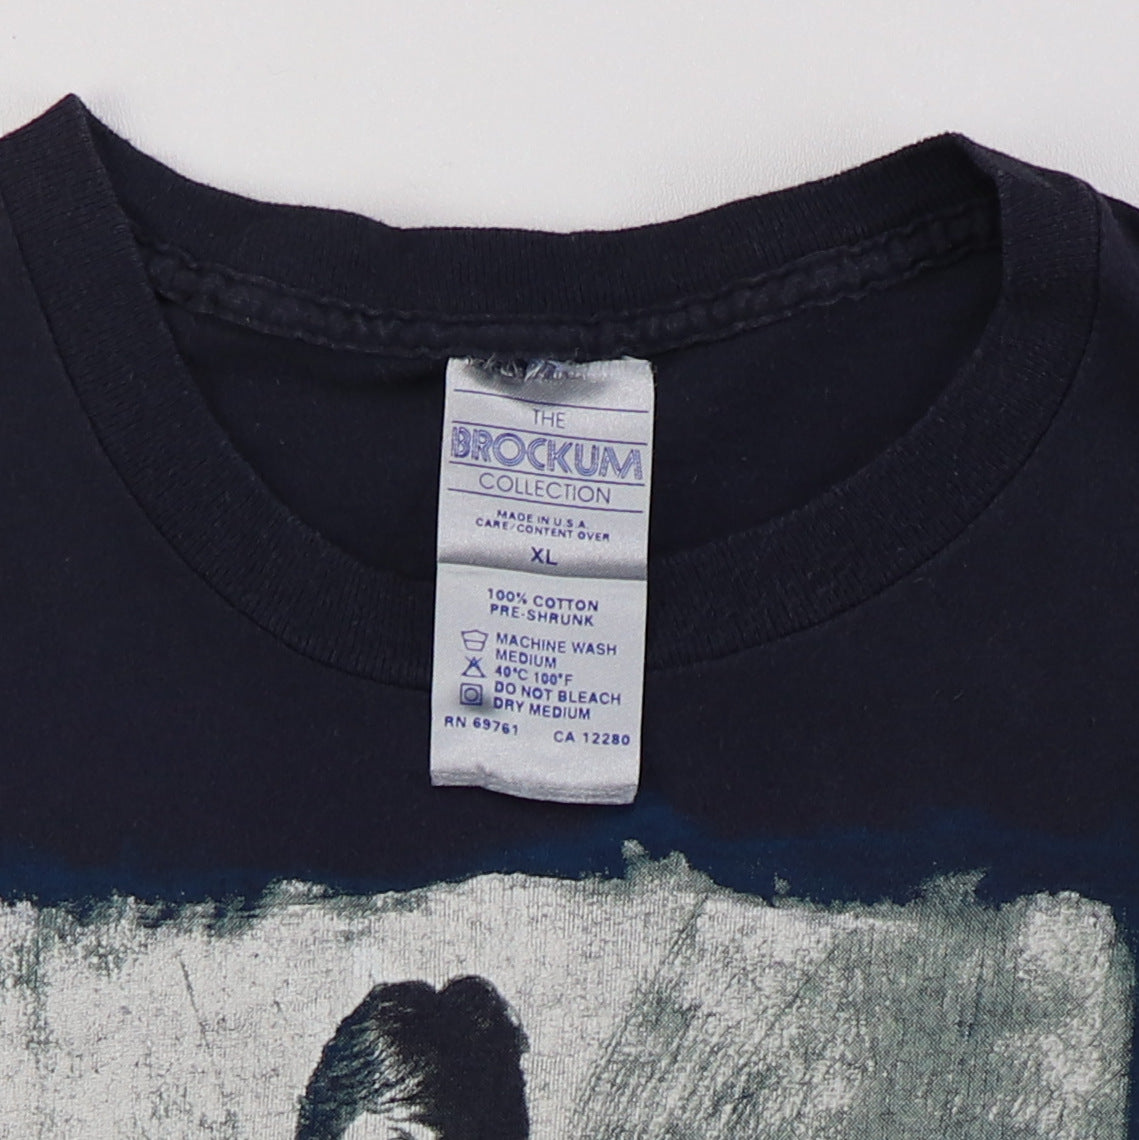 THE
BROCKUM
COLLECTION
MADE IN U.S.A.
CARE/CONTENT OVER
XL
100% COTTON
PRE-SHRUNK
MACHINE WASH
MEDIUM
40°C 100°F
DO NOT BLEACH
DRY MEDIUM
RN 69761 CA 12280